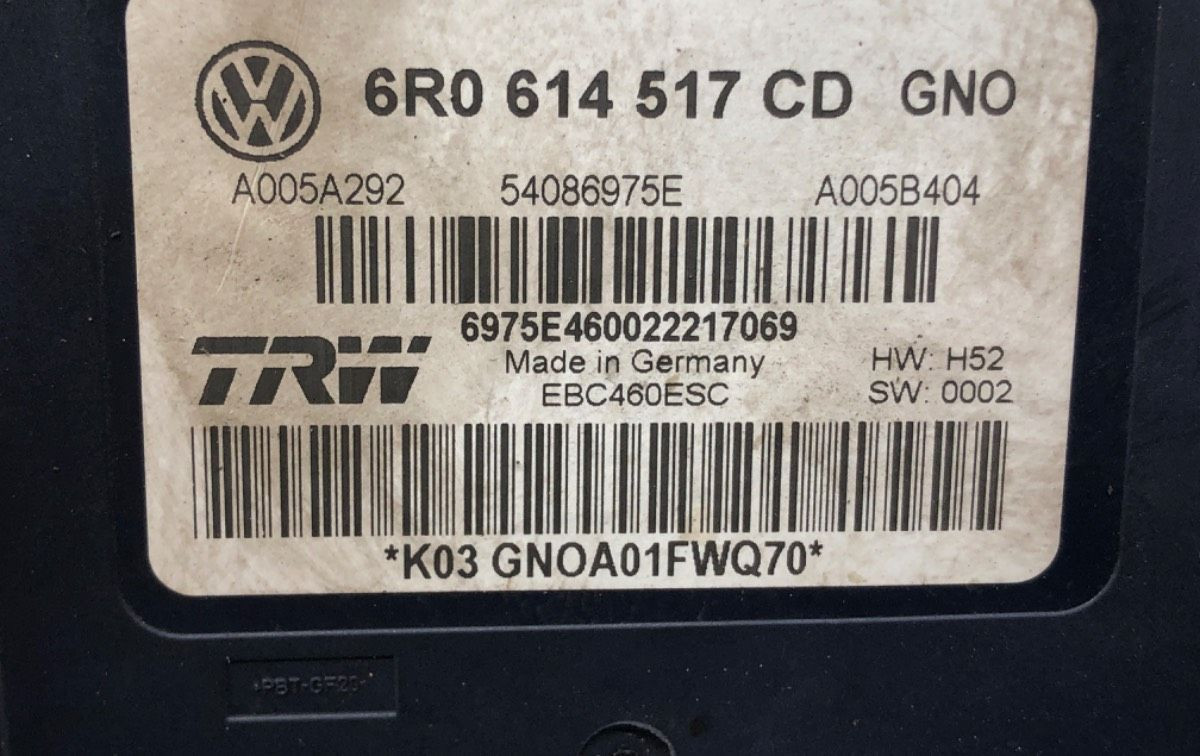 6R0 614 517 CD GNO
A005A292 54086975E A005B404
6975E460022217069
TRW
Made in Germany HW: H52
EBC460ESC SW: 0002
*K03 GNOA01FWQ70*